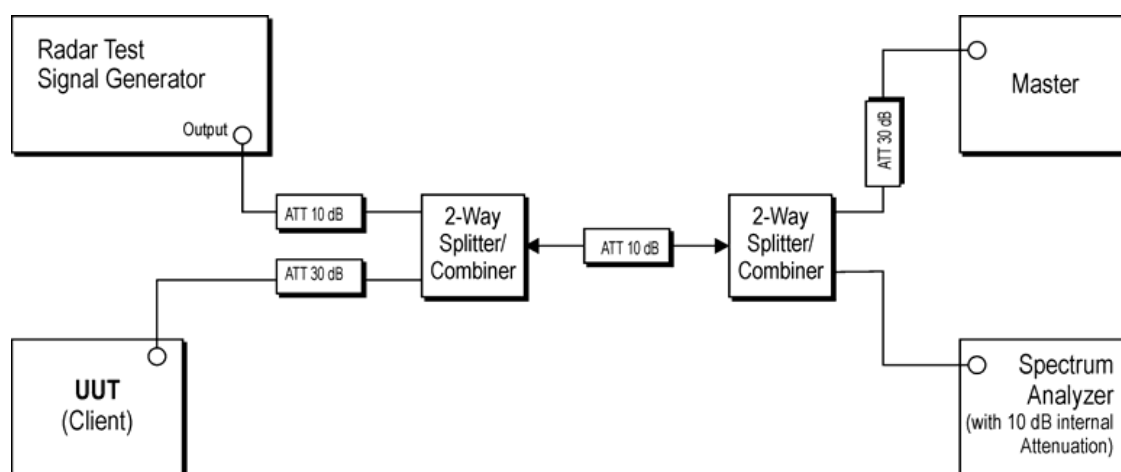 Radar Test
Signal Generator
Output
Master
ATT 30 dB
ATT 10 dB
2-Way
Splitter/
Combiner
ATT 10 dB
2-Way
Splitter/
Combiner
ATT 30 dB
UUT
(Client)
Spectrum
Analyzer
(with 10 dB internal
Attenuation)